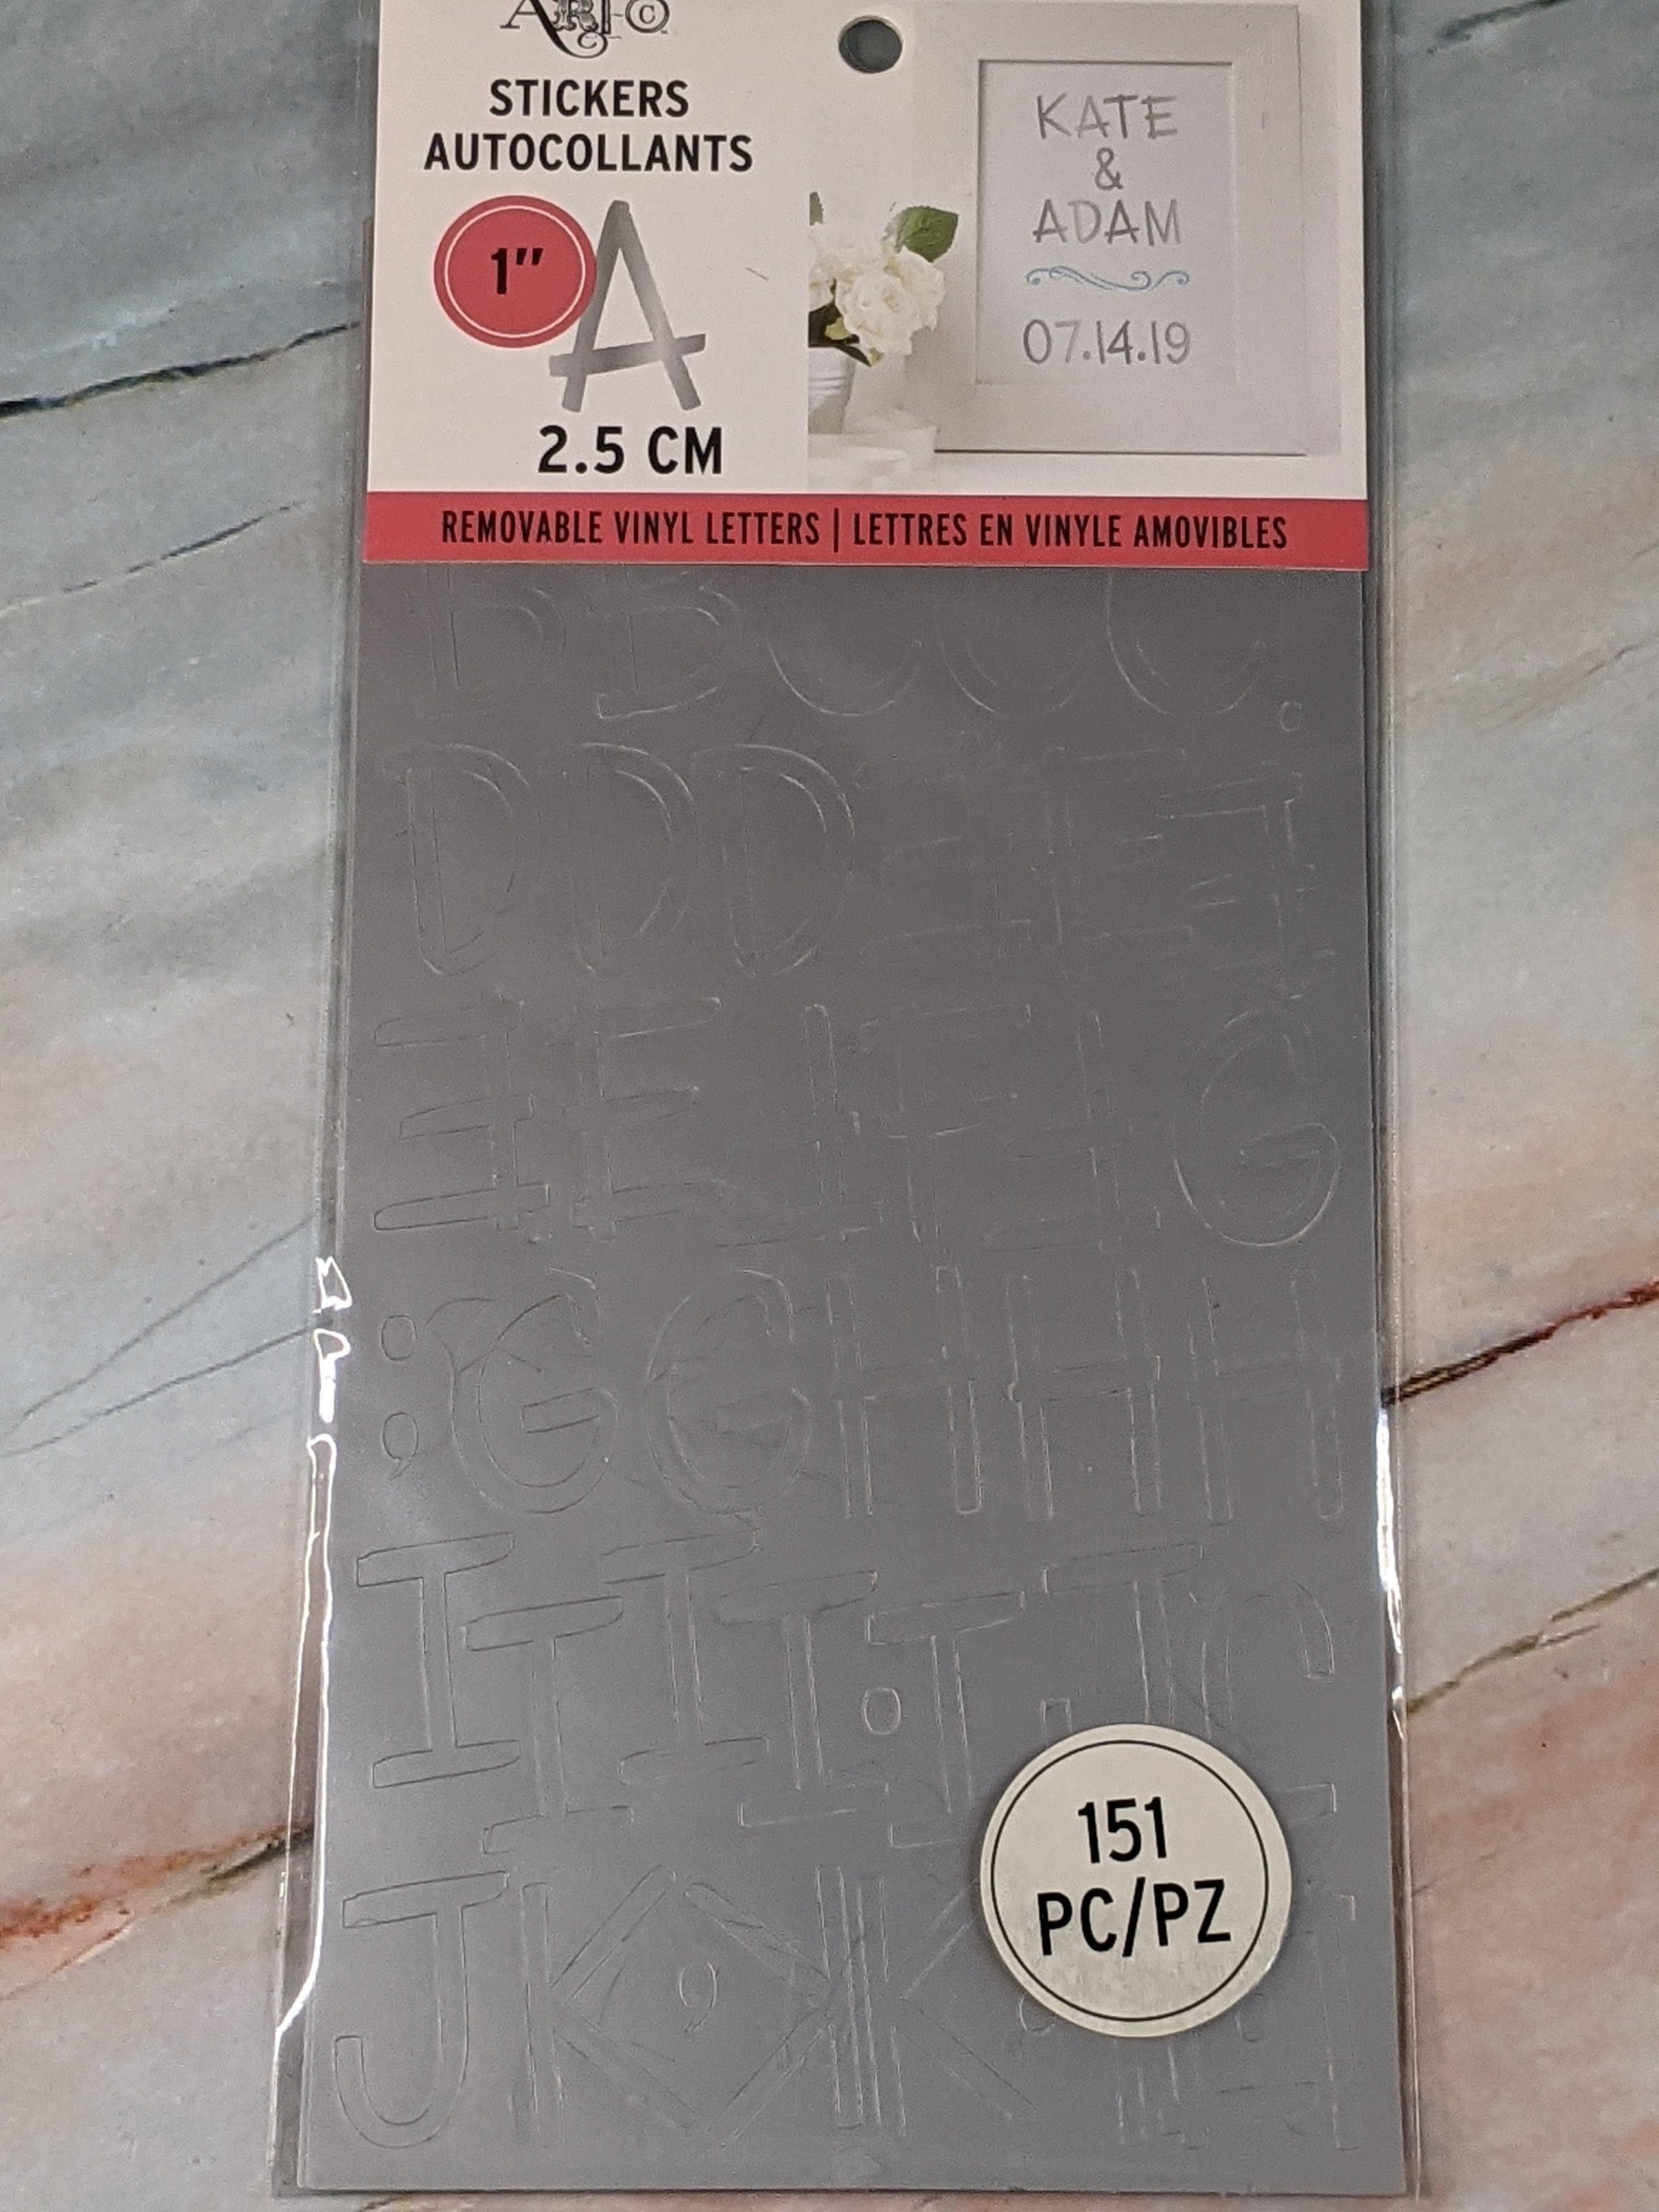 STICKERS
AUTOCOLLANTS
1"
A
2.5 CM
KATE
&
ADAM
07.14.19
REMOVABLE VINYL LETTERS | LETTRES EN VINYLE AMOVIBLES
D D D
G
; G G H H H
I I I I I
J K , K
151
PC/PZ